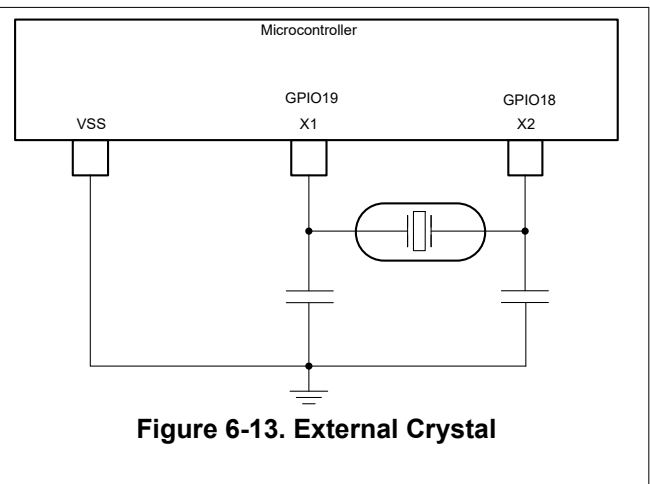 Microcontroller
GPIO19 GPIO18
VSS X1 X2
Figure 6-13. External Crystal